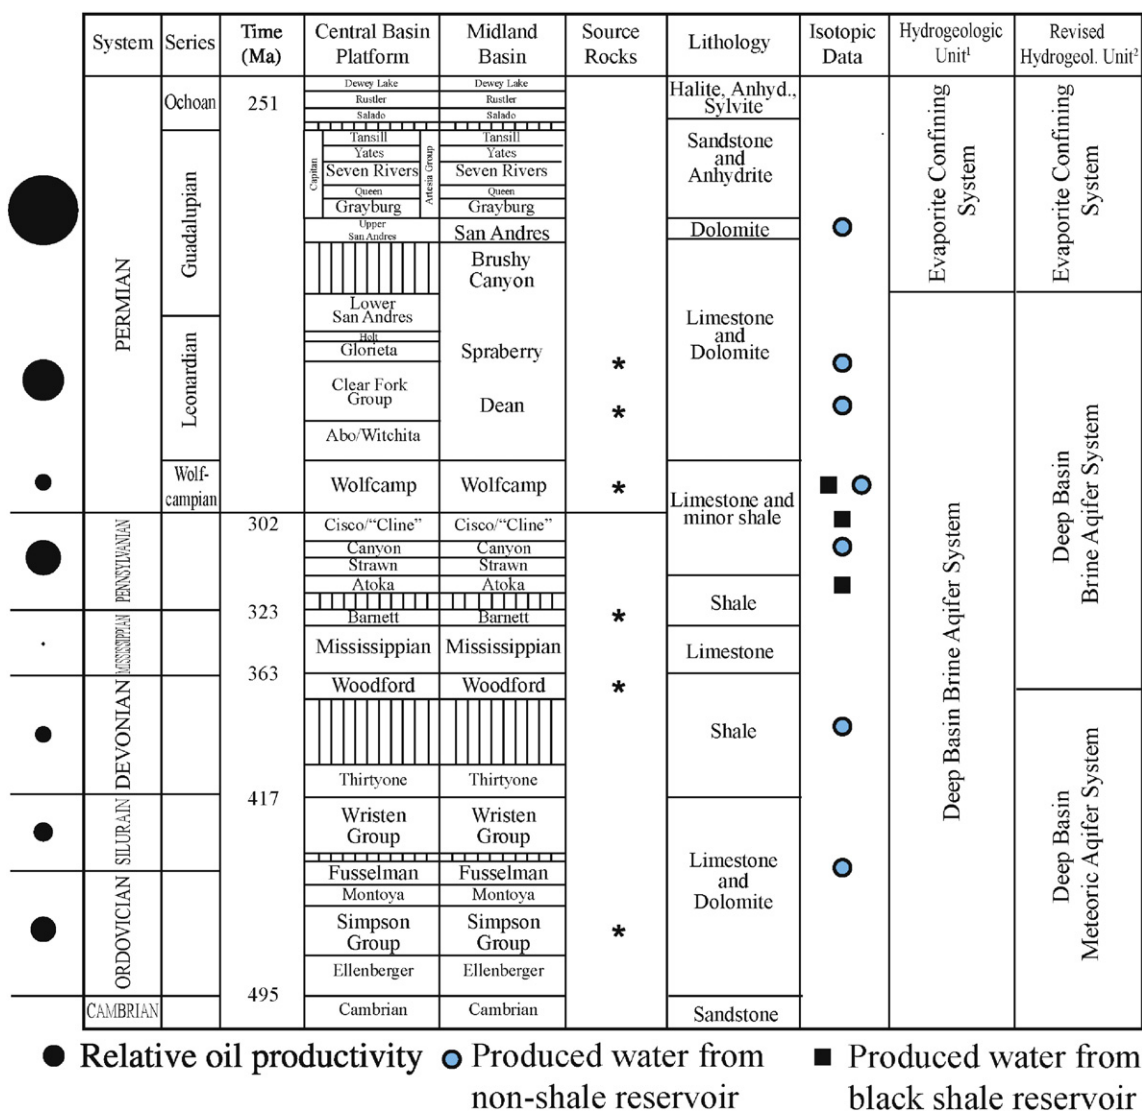 System
Series
Time
(Ma)
Central Basin
Platform
Midland
Basin
Source
Rocks
Lithology
Isotopic
Data
Hydrogeologic
Unit¹
Revised
Hydrogeol. Unit²
PERMIAN
PENNSYLVANIAN
MISSISSIPPIAN
DEVONIAN
SILURAIN
ORDOVICIAN
CAMBRIAN
Ochoan
Guadalupian
Leonardian
Wolf-
campian
251
302
323
363
417
495
Dewey Lake
Rustler
Salado
Capitan
Tansill
Yates
Seven Rivers
Queen
Grayburg
Artesia Group
Upper
San Andres
Lower
San Andres
Holt
Glorieta
Clear Fork
Group
Abo/Witchita
Wolfcamp
Cisco/“Cline”
Canyon
Strawn
Atoka
Barnett
Mississippian
Woodford
Thirtyone
Wristen
Group
Fusselman
Montoya
Simpson
Group
Ellenberger
Cambrian
Dewey Lake
Rustler
Salado
Tansill
Yates
Seven Rivers
Queen
Grayburg
San Andres
Brushy
Canyon
Spraberry
Dean
Wolfcamp
Cisco/“Cline”
Canyon
Strawn
Atoka
Barnett
Mississippian
Woodford
Thirtyone
Wristen
Group
Fusselman
Montoya
Simpson
Group
Ellenberger
Cambrian
*
*
*
*
*
*
Halite, Anhyd.,
Sylvite
Sandstone
and
Anhydrite
Dolomite
Limestone
and
Dolomite
Limestone and
minor shale
Shale
Limestone
Shale
Limestone
and
Dolomite
Sandstone
Evaporite Confining
System
Deep Basin Brine Aqifer System
Evaporite Confining
System
Deep Basin
Brine Aqifer System
Deep Basin
Meteoric Aqifer System
Relative oil productivity
Produced water from
non-shale reservoir
Produced water from
black shale reservoir